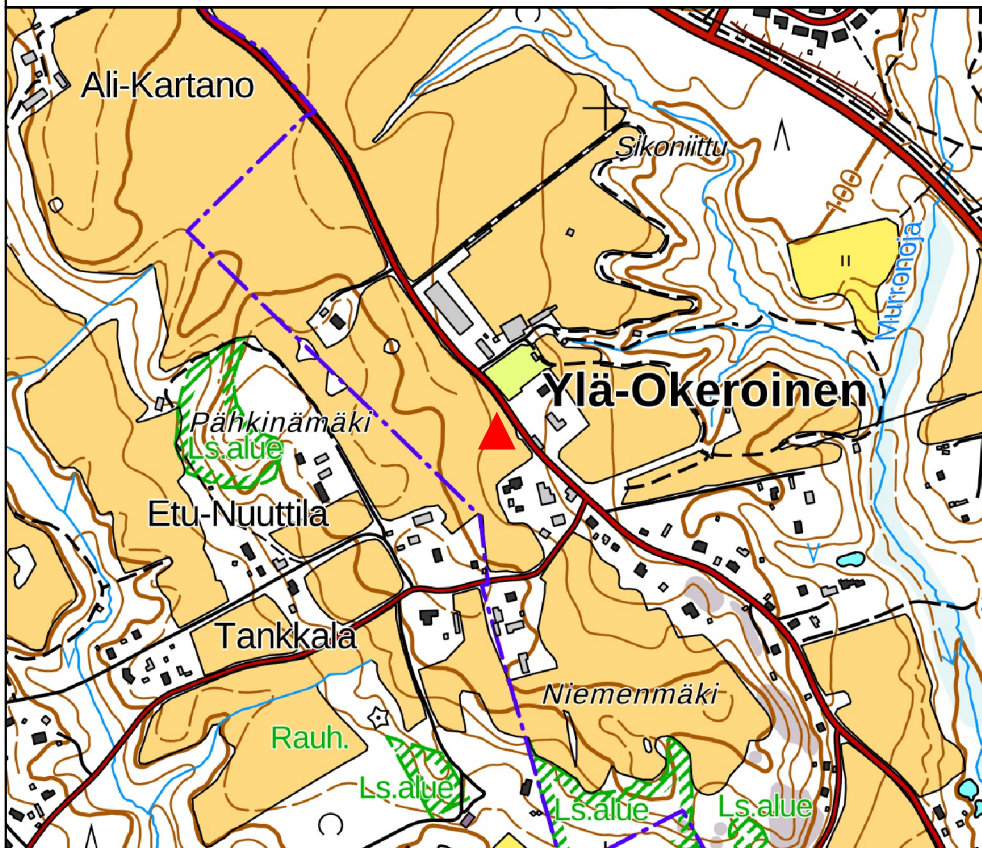 Ali-Kartano
Sikoniittu
100
Murronoja
Ylä-Okeroinen
Pähkinämäki
Ls.alue
Etu-Nuuttila
Tankkala
Niemenmäki
Rauh.
Ls.alue
Ls.alue
Ls.alue